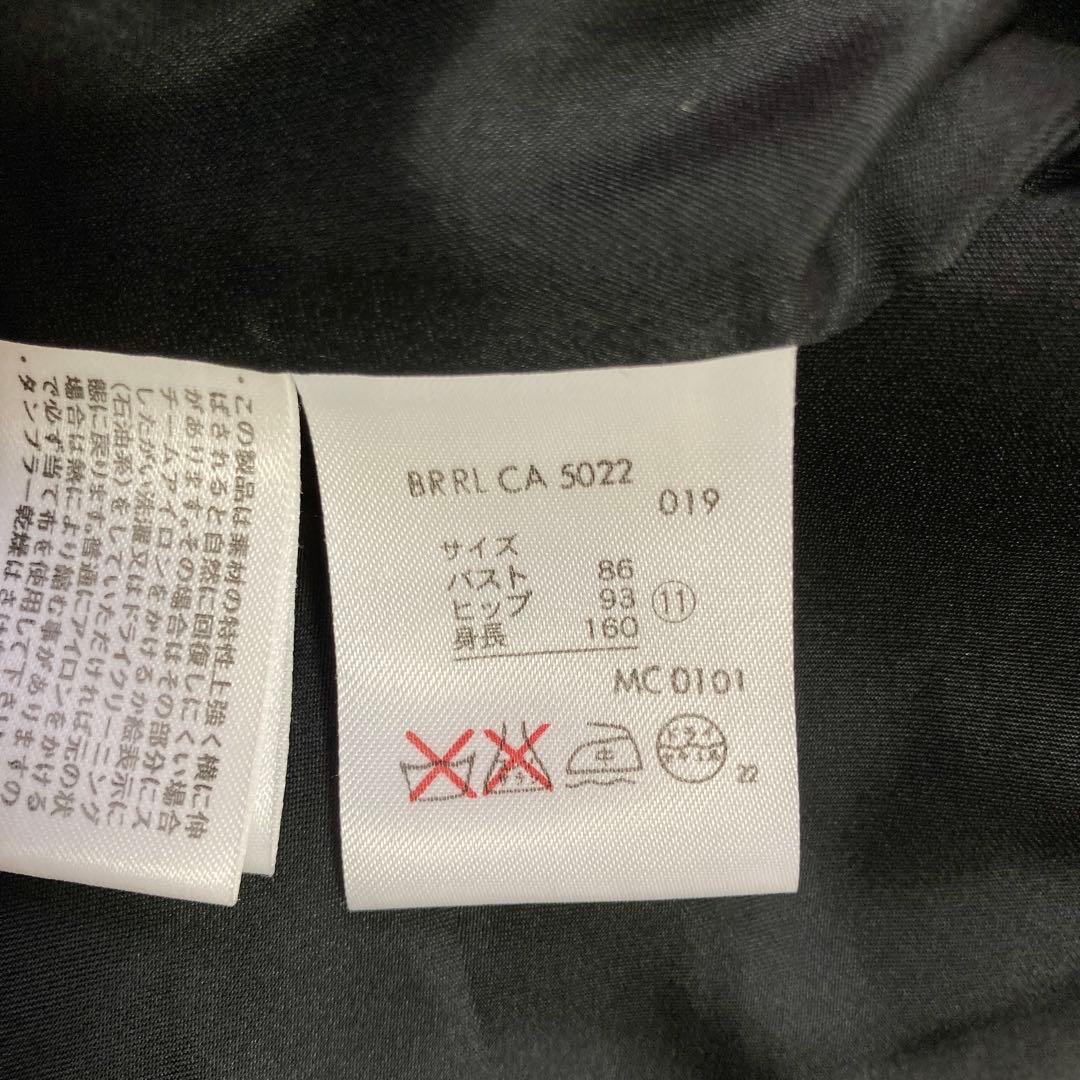 BRRL CA 5022
019
サイズ
バスト 86
ヒップ 93 ⑪
身長 160
MC 0101
中
ドライ
22
・この製品は素材の特性上強く横に伸
ばされると自然に回復しにくい場合
があります。その場合はその部分にス
チームアイロンをかけるか絵表示に
したがい洗濯又はドライクリーニング
(石油系)をしていただければ元の状
態に戻ります。普通にアイロンをかける
場合は熱により縮む事がありますの
で必ず当て布を使用して下さい
・タンブラー乾燥はさけ